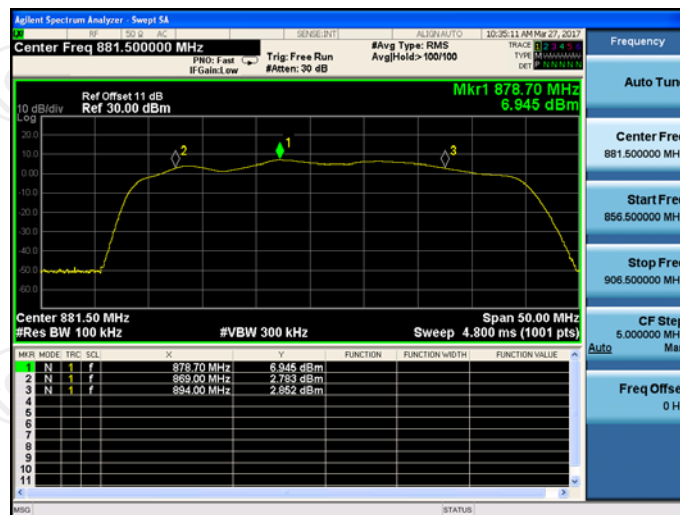 Agilent Spectrum Analyzer - Swept SA
RF 50 Ω AC SENSE:INT ALIGN AUTO 10:35:11 AM Mar 27, 2017
Center Freq 881.500000 MHz
PNO: Fast
IFGain:Low
Trig: Free Run
#Atten: 30 dB
#Avg Type: RMS
Avg|Hold:>100/100
TRACE 1 2 3 4 5 6
TYPE
DET P N N N N N
Ref Offset 11 dB
10 dB/div Ref 30.00 dBm
Log
Mkr1 878.70 MHz
6.945 dBm
20.0
10.0
0.00
-10.0
-20.0
-30.0
-40.0
-50.0
-60.0
2
1
3
Center 881.50 MHz Span 50.00 MHz
#Res BW 100 kHz #VBW 300 kHz Sweep 4.800 ms (1001 pts)
MKR MODE TRC SCL X Y FUNCTION FUNCTION WIDTH FUNCTION VALUE
1 N 1 f 878.70 MHz 6.945 dBm
2 N 1 f 869.00 MHz 2.783 dBm
3 N 1 f 894.00 MHz 2.852 dBm
4
5
6
7
8
9
10
11
MSG STATUS
Frequency
Auto Tun
Center Fre
881.500000 MH
Start Fre
856.500000 MH
Stop Fre
906.500000 MH
CF Step
5.000000 MH
Auto Ma
Freq Offse
0 H